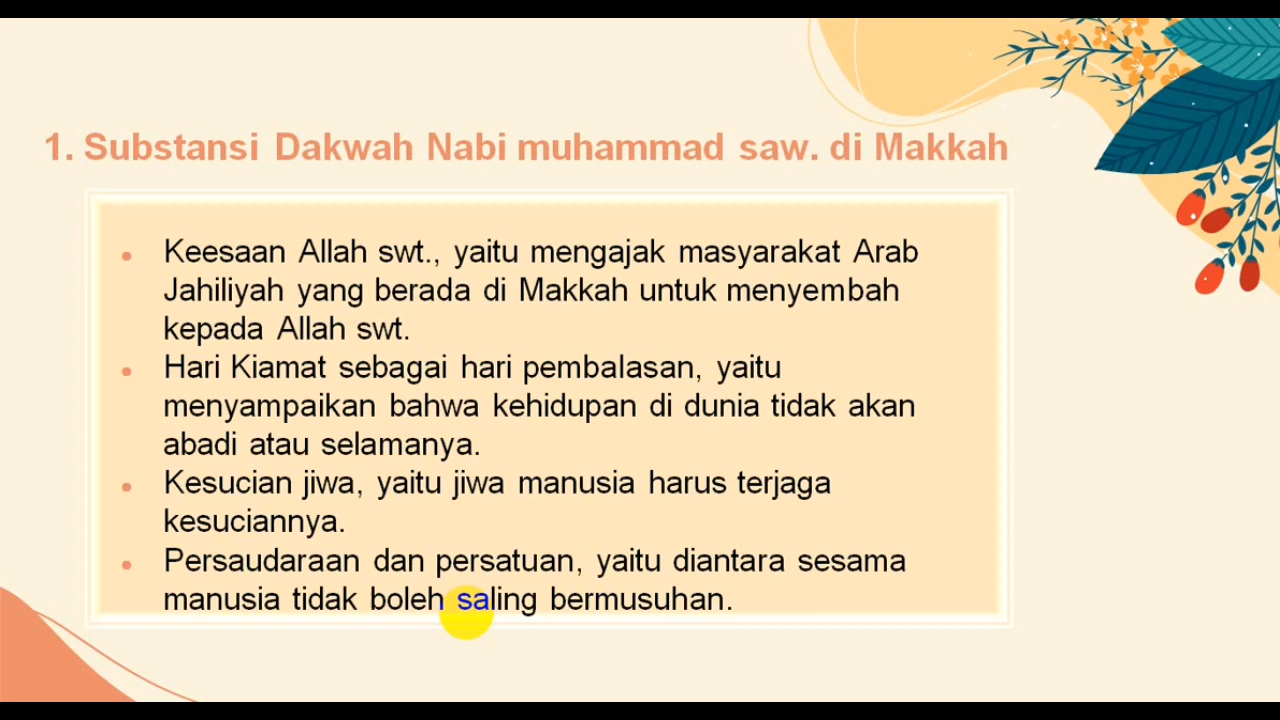 1. Substansi Dakwah Nabi muhammad saw. di Makkah
• Keesaan Allah swt., yaitu mengajak masyarakat Arab
Jahiliyah yang berada di Makkah untuk menyembah
kepada Allah swt.
• Hari Kiamat sebagai hari pembalasan, yaitu
menyampaikan bahwa kehidupan di dunia tidak akan
abadi atau selamanya.
• Kesucian jiwa, yaitu jiwa manusia harus terjaga
kesuciannya.
• Persaudaraan dan persatuan, yaitu diantara sesama
manusia tidak boleh saling bermusuhan.